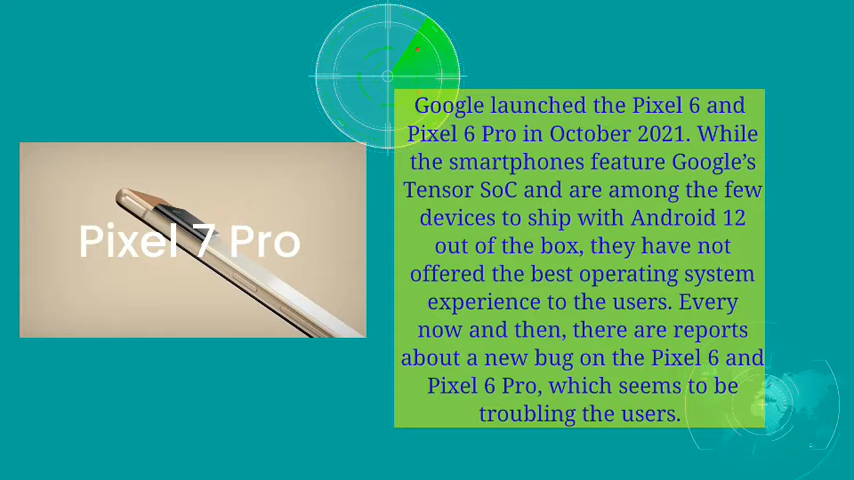 Pixel 7 Pro
Google launched the Pixel 6 and
Pixel 6 Pro in October 2021. While
the smartphones feature Google’s
Tensor SoC and are among the few
devices to ship with Android 12
out of the box, they have not
offered the best operating system
experience to the users. Every
now and then, there are reports
about a new bug on the Pixel 6 and
Pixel 6 Pro, which seems to be
troubling the users.